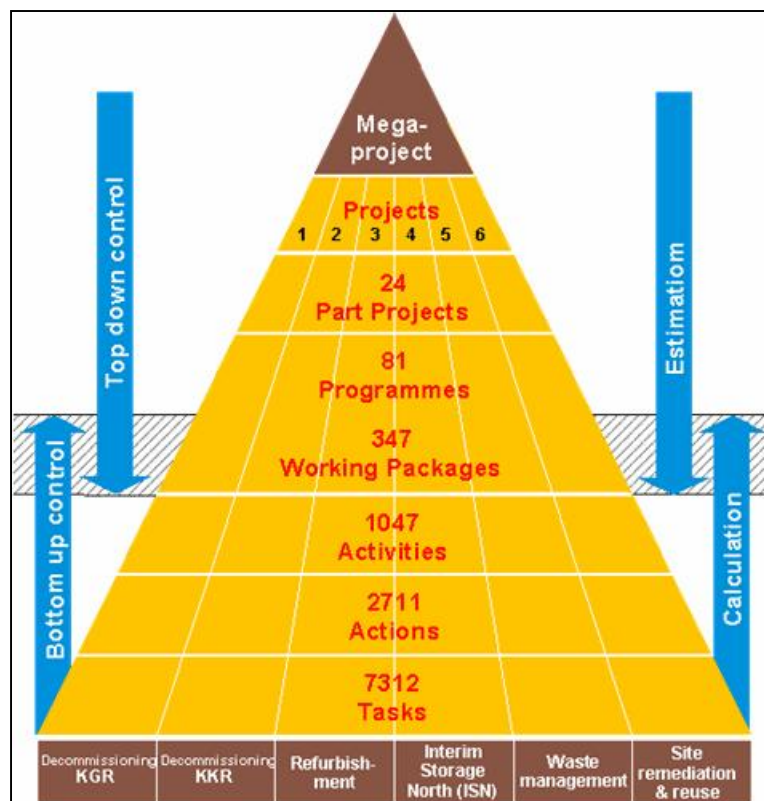 Mega-
project
Projects
1 2 3 4 5 6
24
Part Projects
81
Programmes
347
Working Packages
1047
Activities
2711
Actions
7312
Tasks
Top down control
Bottom up control
Estimatiom
Calculation
Decommissioning
KGR
Decommissioning
KKR
Refurbish-
ment
Interim
Storage
North (ISN)
Waste
management
Site
remediation
& reuse